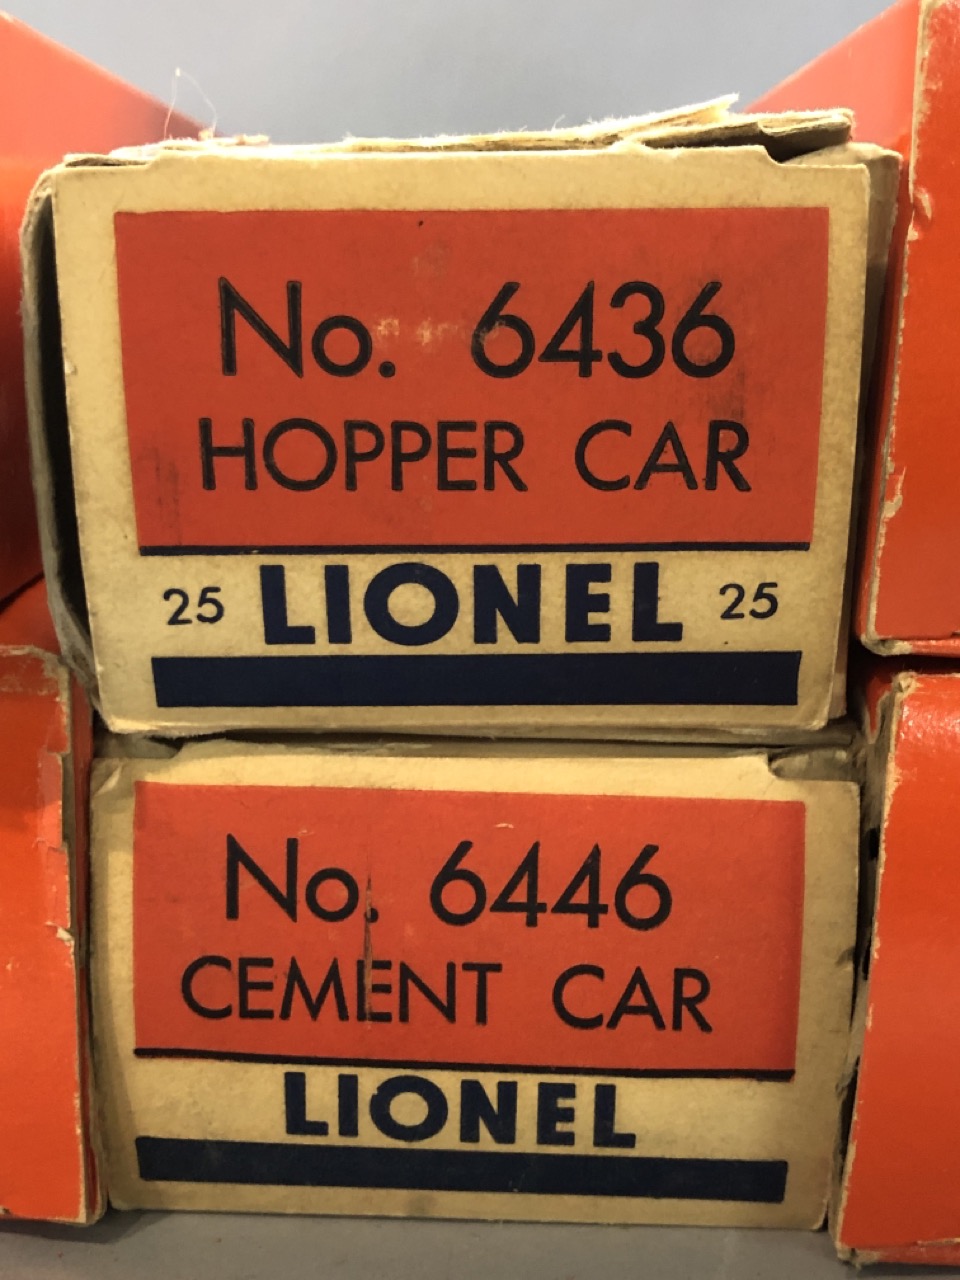 No. 6436
HOPPER CAR
25 LIONEL 25
No. 6446
CEMENT CAR
LIONEL